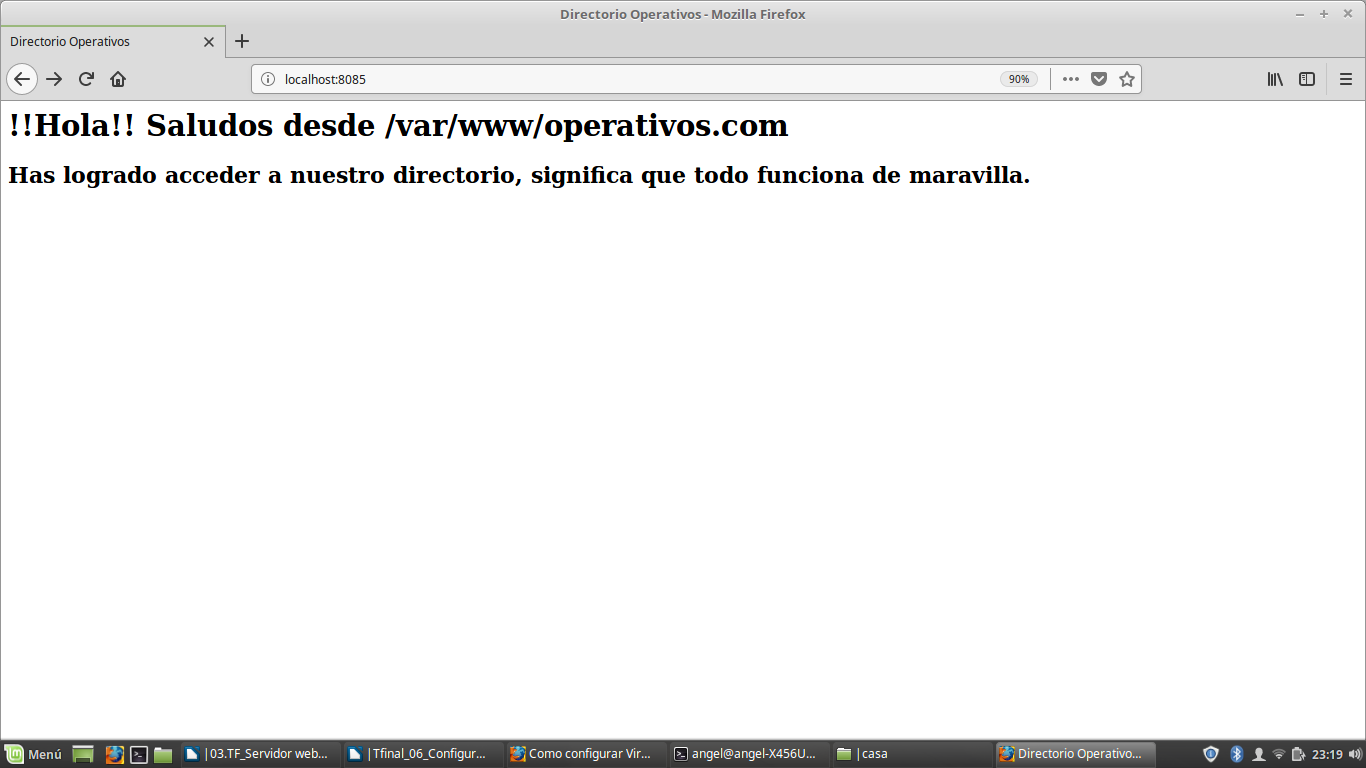 Directorio Operativos - Mozilla Firefox
Directorio Operativos
localhost:8085
90%
!!Hola!! Saludos desde /var/www/operativos.com
Has logrado acceder a nuestro directorio, significa que todo funciona de maravilla.
Menú
|03.TF_Servidor web...
|Tfinal_06_Configur...
Como configurar Vir...
angel@angel-X456U...
|casa
Directorio Operativo...
23:19